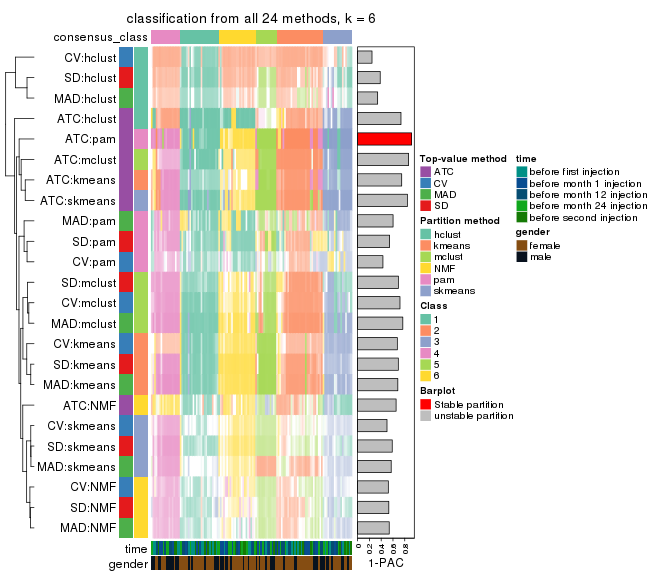 classification from all 24 methods, k = 6
consensus_class
CV:hclust
SD:hclust
MAD:hclust
ATC:hclust
ATC:pam
ATC:mclust
ATC:kmeans
ATC:skmeans
MAD:pam
SD:pam
CV:pam
SD:mclust
CV:mclust
MAD:mclust
CV:kmeans
SD:kmeans
MAD:kmeans
ATC:NMF
CV:skmeans
SD:skmeans
MAD:skmeans
CV:NMF
SD:NMF
MAD:NMF
time
gender
0 0.2 0.4 0.6 0.8
1-PAC
Top-value method
ATC
CV
MAD
SD
Partition method
hclust
kmeans
mclust
NMF
pam
skmeans
Class
1
2
3
4
5
6
Barplot
Stable partition
unstable partition
time
before first injection
before month 1 injection
before month 12 injection
before month 24 injection
before second injection
gender
female
male